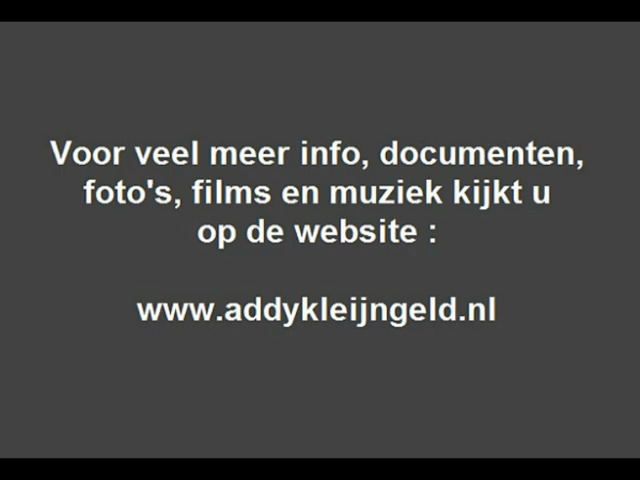 Voor veel meer info, documenten,
foto's, films en muziek kijkt u
op de website :
www.addykleijngeld.nl